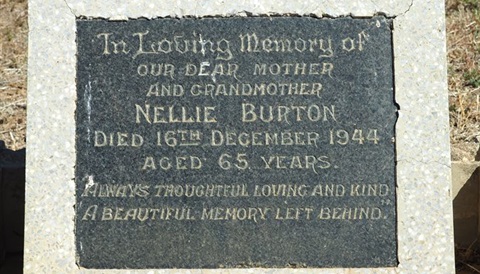 In Loving Memory of
OUR DEAR MOTHER
AND GRANDMOTHER
NELLIE BURTON
DIED 16TH DECEMBER 1944
AGED 65 YEARS.
ALWAYS THOUGHTFUL LOVING AND KIND
A BEAUTIFUL MEMORY LEFT BEHIND."